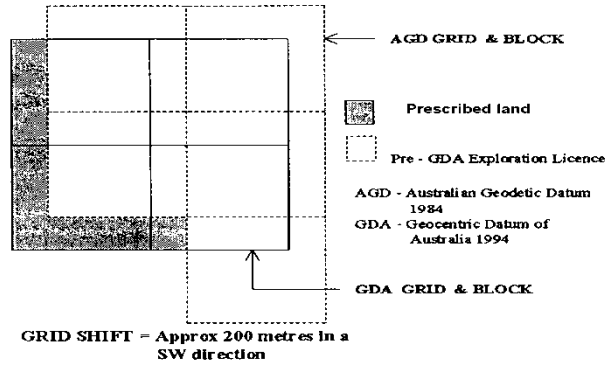 AGD GRID & BLOCK
Prescribed land
Pre - GDA Exploration Licence
AGD - Australian Geodetic Datum
1984
GDA - Geocentric Datum of
Australia 1994
GDA GRID & BLOCK
GRID SHIFT = Approx 200 metres in a
SW direction